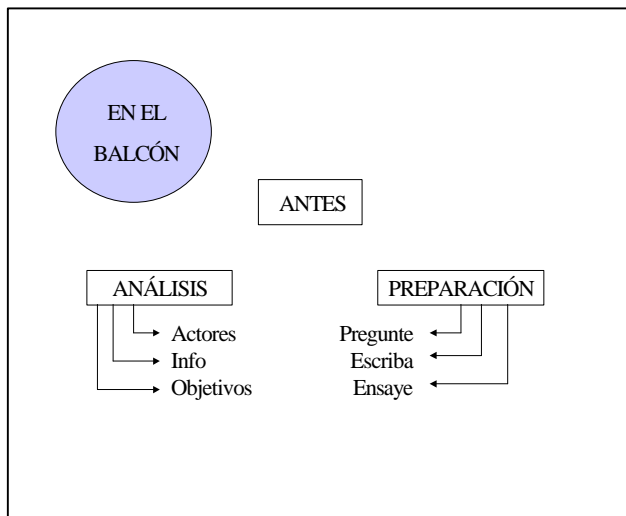 EN EL
BALCÓN
ANTES
ANÁLISIS
Actores
Info
Objetivos
PREPARACIÓN
Pregunte
Escriba
Ensaye